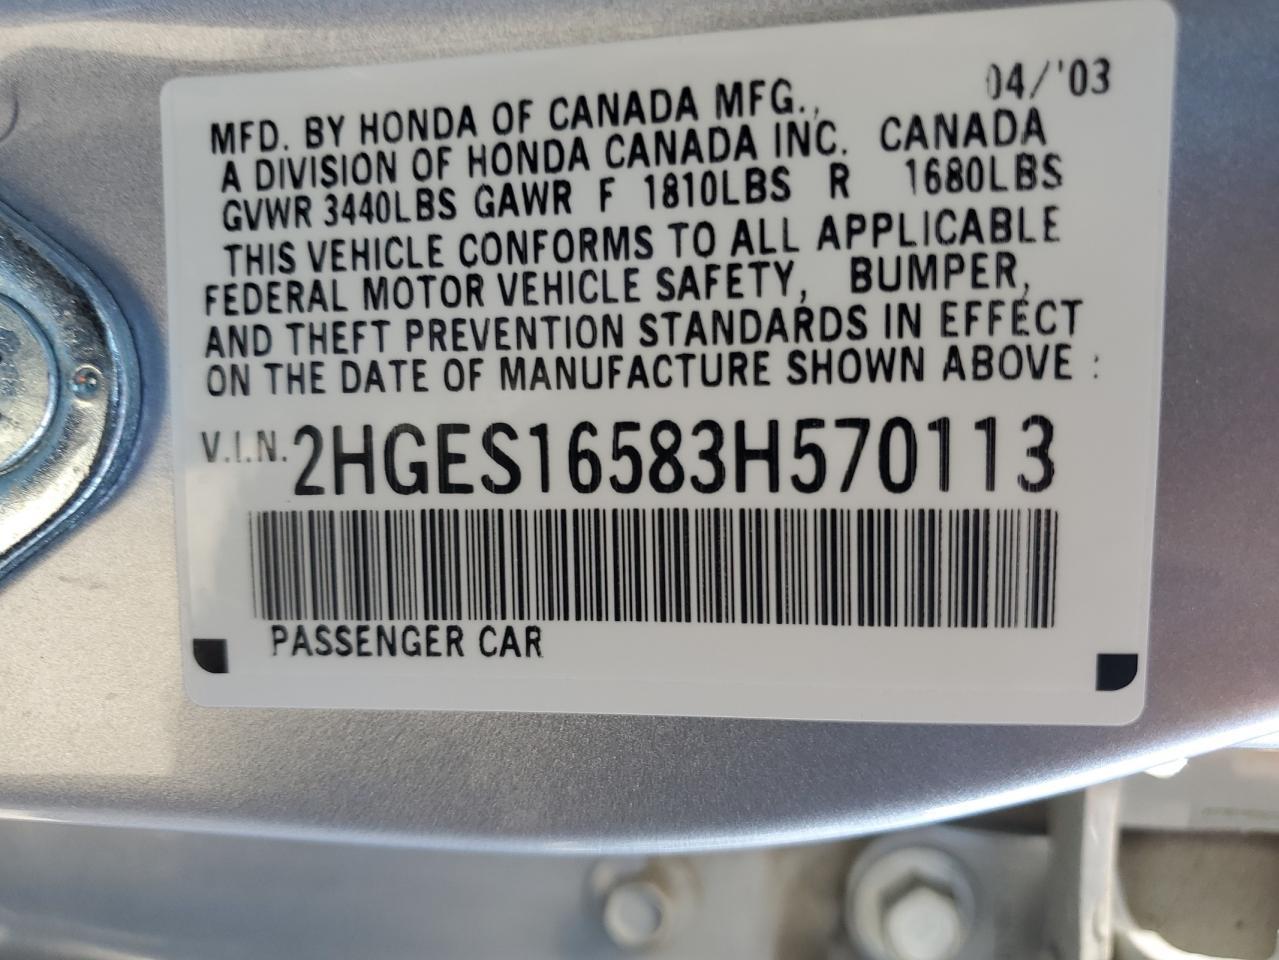 04/'03
MFD. BY HONDA OF CANADA MFG.,
A DIVISION OF HONDA CANADA INC. CANADA
GVWR 3440LBS GAWR F 1810LBS R 1680LBS
THIS VEHICLE CONFORMS TO ALL APPLICABLE
FEDERAL MOTOR VEHICLE SAFETY, BUMPER,
AND THEFT PREVENTION STANDARDS IN EFFECT
ON THE DATE OF MANUFACTURE SHOWN ABOVE :
V.I.N. 2HGES16583H570113
PASSENGER CAR